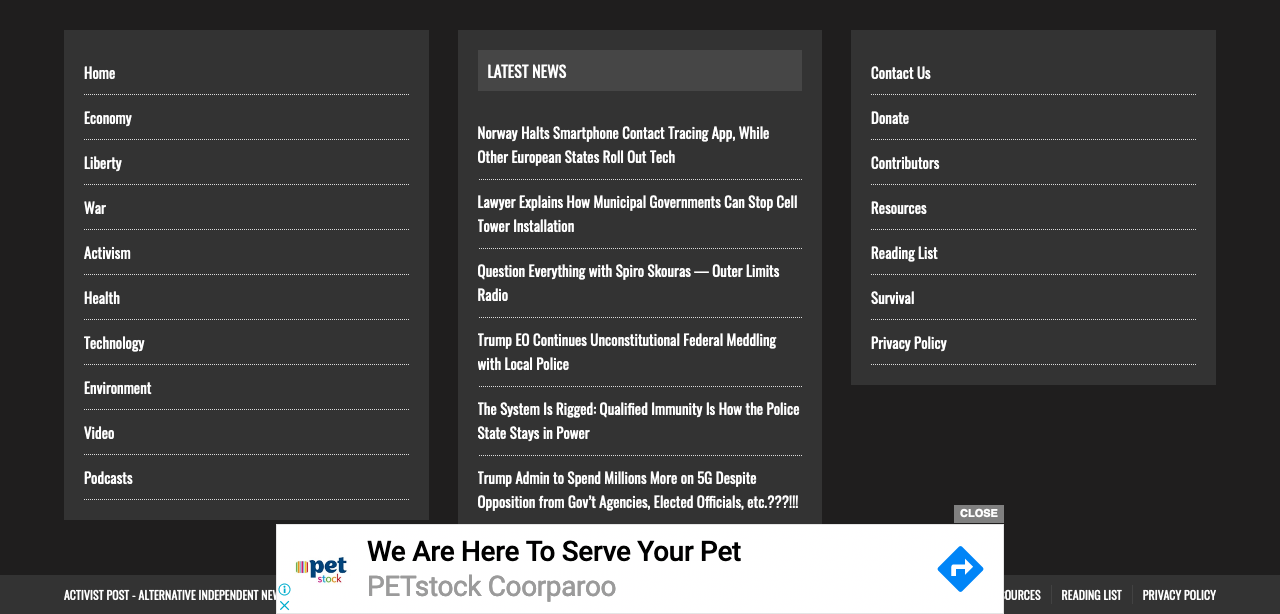 Home
Economy
Liberty
War
Activism
Health
Technology
Environment
Video
Podcasts
LATEST NEWS
Norway Halts Smartphone Contact Tracing App, While
Other European States Roll Out Tech
Lawyer Explains How Municipal Governments Can Stop Cell
Tower Installation
Question Everything with Spiro Skouras — Outer Limits
Radio
Trump EO Continues Unconstitutional Federal Meddling
with Local Police
The System Is Rigged: Qualified Immunity Is How the Police
State Stays in Power
Trump Admin to Spend Millions More on 5G Despite
Opposition from Gov't Agencies, Elected Officials, etc.???!!!
Contact Us
Donate
Contributors
Resources
Reading List
Survival
Privacy Policy
CLOSE
pet
stock
We Are Here To Serve Your Pet
PETstock Coorparoo
ACTIVIST POST - ALTERNATIVE INDEPENDENT
READING LIST
PRIVACY POLICY